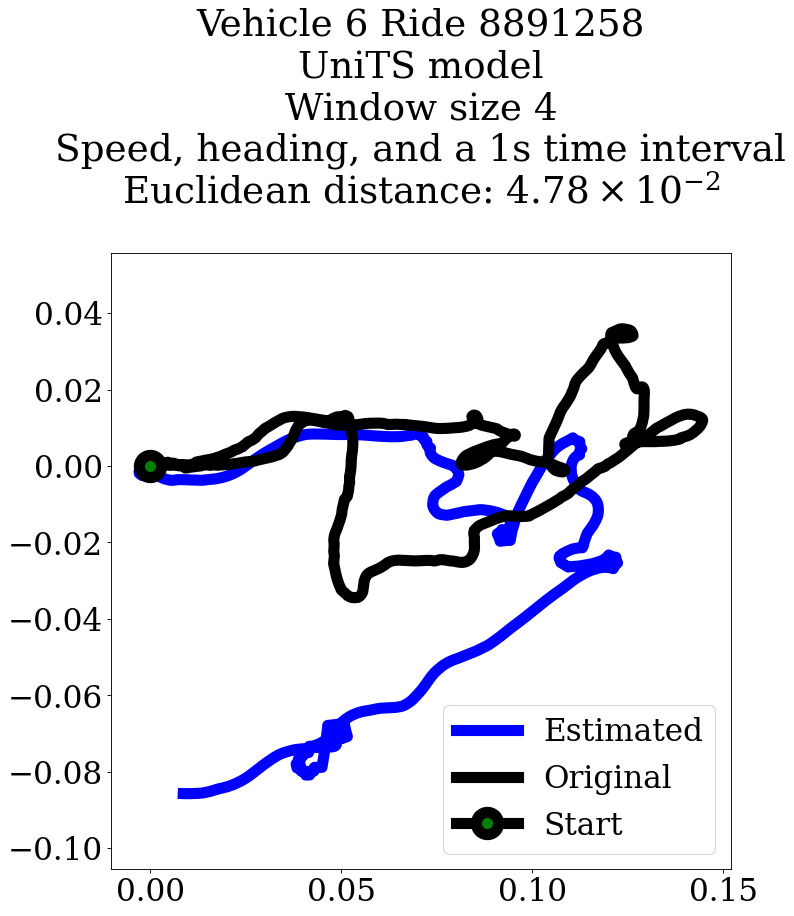 Vehicle 6 Ride 8891258
UniTS model
Window size 4
Speed, heading, and a 1s time interval
Euclidean distance: 4.78 × 10⁻²
0.04
0.02
0.00
−0.02
−0.04
−0.06
−0.08
−0.10
Estimated
Original
Start
0.00 0.05 0.10 0.15